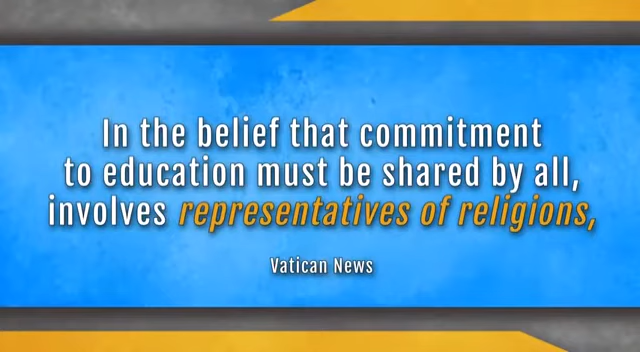 In the belief that commitment
to education must be shared by all,
involves representatives of religions,
Vatican News